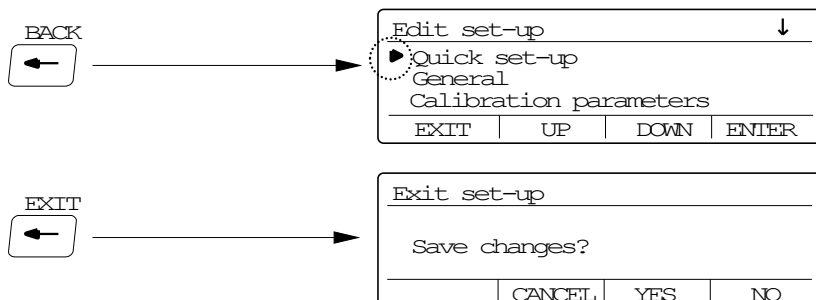 BACK
Edit set-up ↓
Quick set-up
General
Calibration parameters
EXIT UP DOWN ENTER
EXIT
Exit set-up
Save changes?
CANCEL YES NO